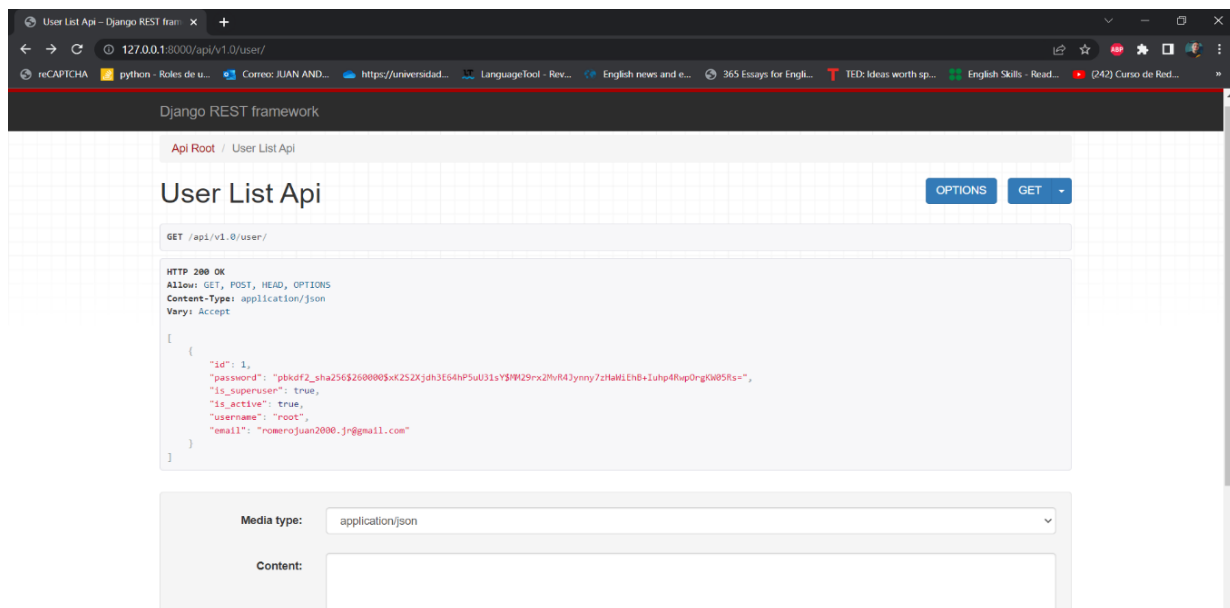 User List Api – Django REST fram
127.0.0.1:8000/api/v1.0/user/
reCAPTCHA python - Roles de u... Correo: JUAN AND... https://universidad... LanguageTool - Rev... English news and e... 365 Essays for Engli... TED: Ideas worth sp... English Skills - Read... (242) Curso de Red... »
Django REST framework
Api Root / User List Api
User List Api
OPTIONS GET
GET /api/v1.0/user/
HTTP 200 OK
Allow: GET, POST, HEAD, OPTIONS
Content-Type: application/json
Vary: Accept
[
{
"id": 1,
"password":
"is_superuser": true,
"is_active": true,
"username": "root",
"email": "romerojuan2000.jr@gmail.com"
}
]
Media type: application/json
Content: